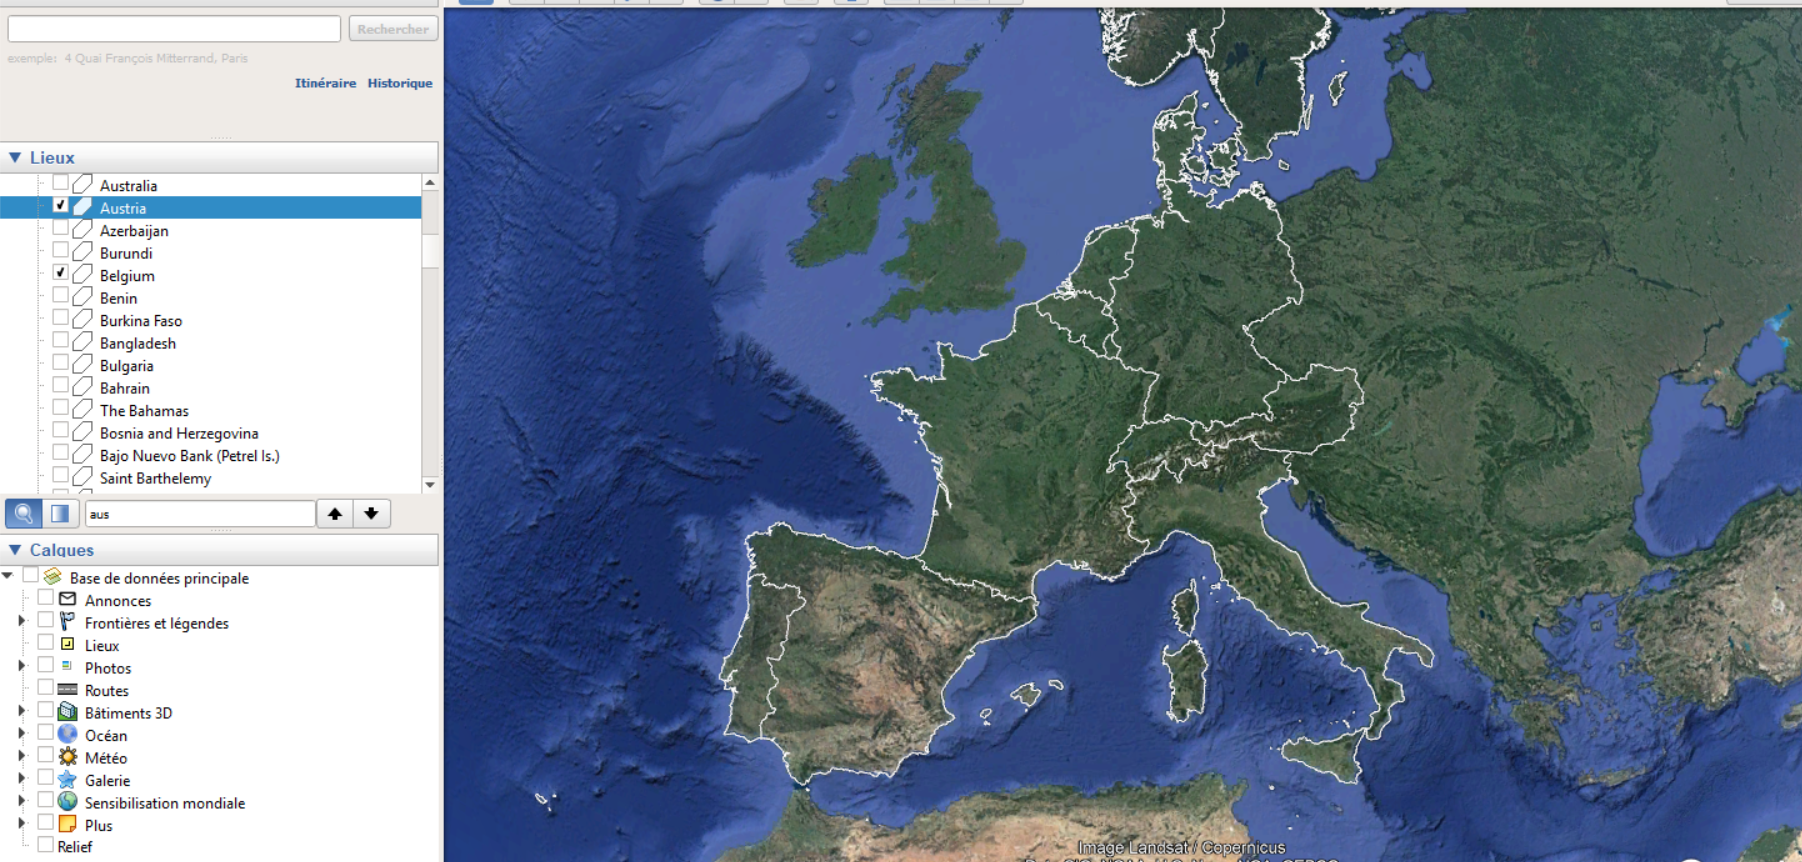 Rechercher
exemple: 4 Quai François Mitterrand, Paris
Itinéraire Historique
Lieux
Australia
Austria
Azerbaijan
Burundi
Belgium
Benin
Burkina Faso
Bangladesh
Bulgaria
Bahrain
The Bahamas
Bosnia and Herzegovina
Bajo Nuevo Bank (Petrel Is.)
Saint Barthelemy
aus
Calques
Base de données principale
Annonces
Frontières et légendes
Lieux
Photos
Routes
Bâtiments 3D
Océan
Météo
Galerie
Sensibilisation mondiale
Plus
Relief
Image Landsat / Copernicus